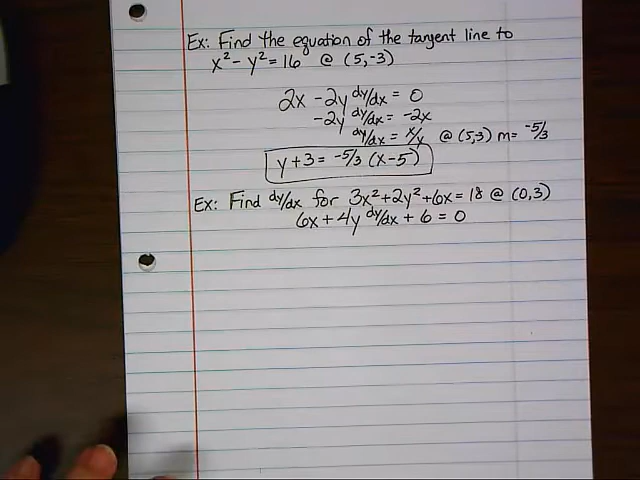 Ex: Find the equation of the tangent line to
x² - y² = 16 @ (5,-3)
2x - 2y dy/dx = 0
-2y dy/dx = -2x
dy/dx = x/y @ (5,-3) m = -5/3
y + 3 = -5/3 (x - 5)
Ex: Find dy/dx for 3x² + 2y² + 6x = 18 @ (0,3)
6x + 4y dy/dx + 6 = 0